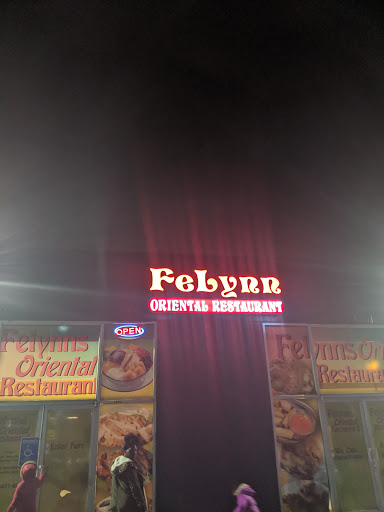 FeLynn
ORIENTAL RESTAURANT
OPEN
Felynns
Oriental
Restaurant
Felynns Or
Restaura